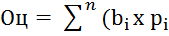 Оц = ∑ⁿ (bᵢ x pᵢ